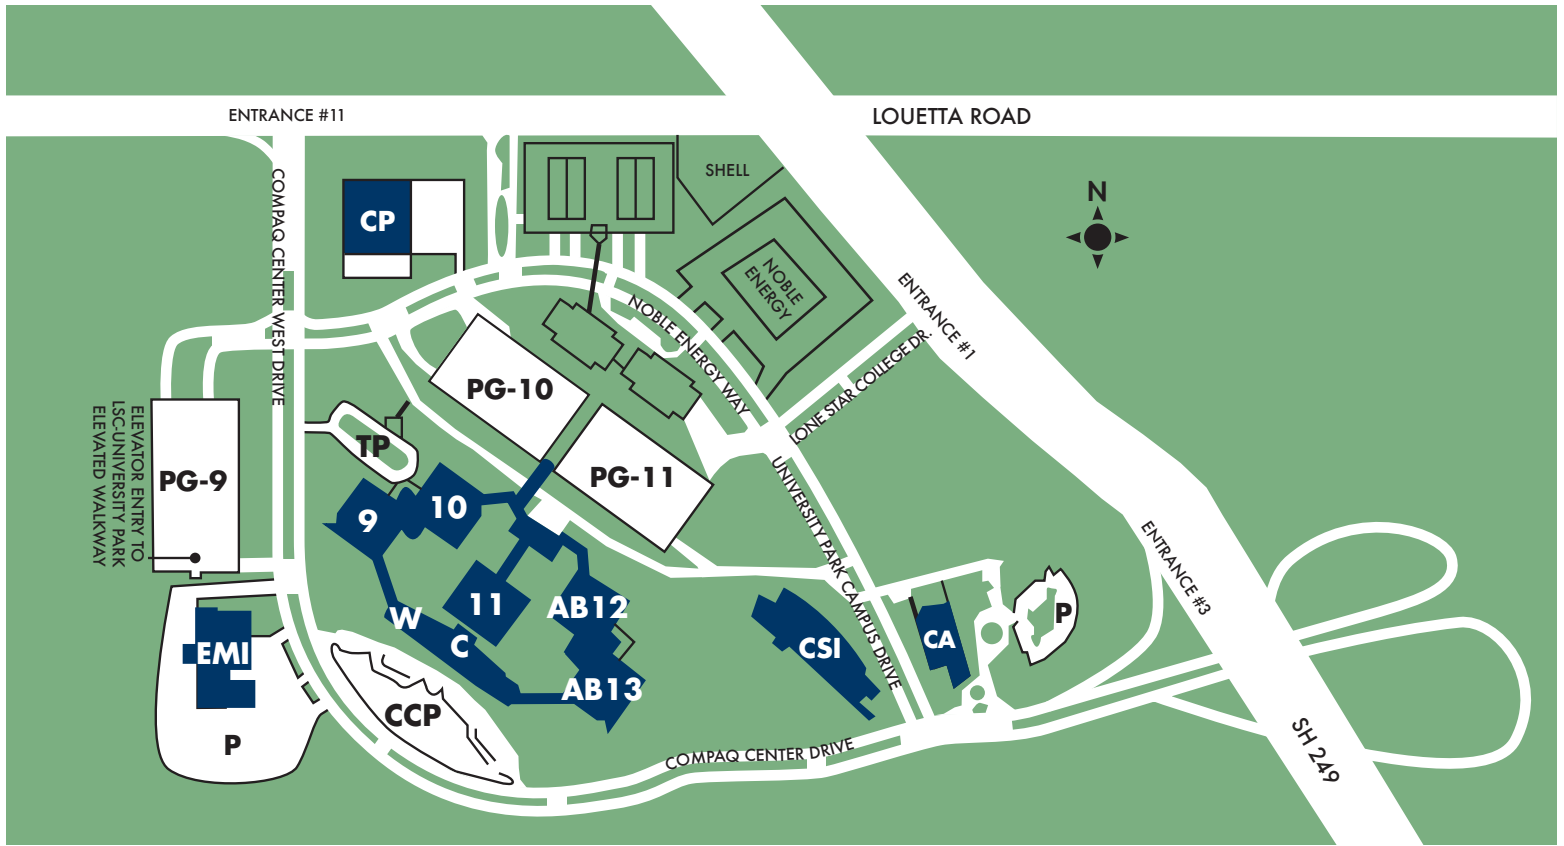 ENTRANCE #11
LOUETTA ROAD
SHELL
N
COMPAQ CENTER WEST DRIVE
CP
NOBLE
ENERGY
ENTRANCE #1
NOBLE ENERGY WAY
LONE STAR COLLEGE DR.
PG-10
ELEVATOR ENTRY TO
LSC-UNIVERSITY PARK
ELEVATED WALKWAY
PG-9
TP
PG-11
9
10
UNIVERSITY PARK CAMPUS DRIVE
ENTRANCE #3
11
AB12
W
C
P
CSI
CA
EMI
AB13
CCP
P
COMPAQ CENTER DRIVE
SH 249